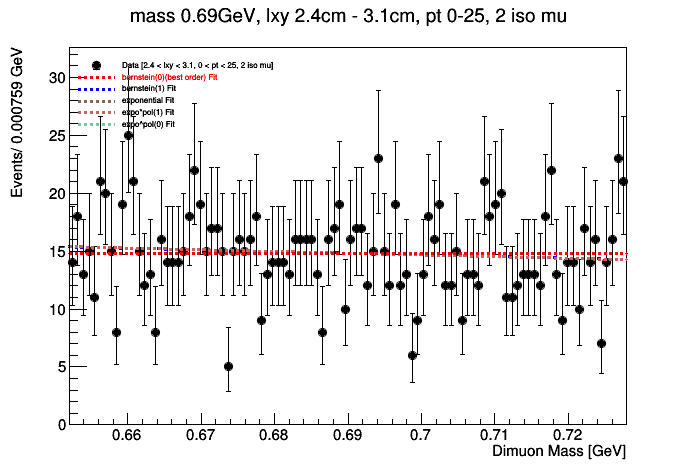 mass 0.69GeV, lxy 2.4cm - 3.1cm, pt 0-25, 2 iso mu
Events/ 0.000759 GeV
Data [2.4 < lxy < 3.1, 0 < pt < 25, 2 iso mu]
bernstein(0)(best order) Fit
bernstein(1) Fit
exponential Fit
expo*pol(1) Fit
expo^pol(0) Fit
30
25
20
15
10
5
0
0.66 0.67 0.68 0.69 0.7 0.71 0.72
Dimuon Mass [GeV]